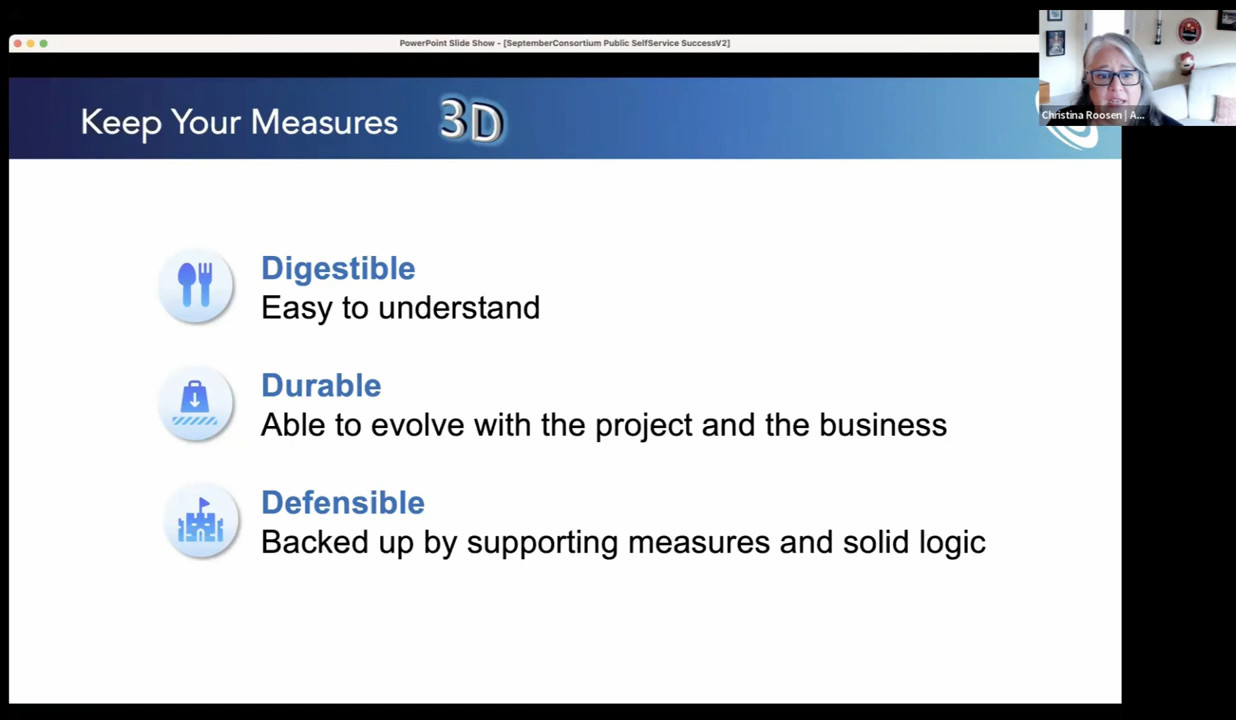 PowerPoint Slide Show - [SeptemberConsortium Public SelfService SuccessV2]
Christina Roosen | A...
Keep Your Measures 3D
Digestible
Easy to understand
Durable
Able to evolve with the project and the business
Defensible
Backed up by supporting measures and solid logic